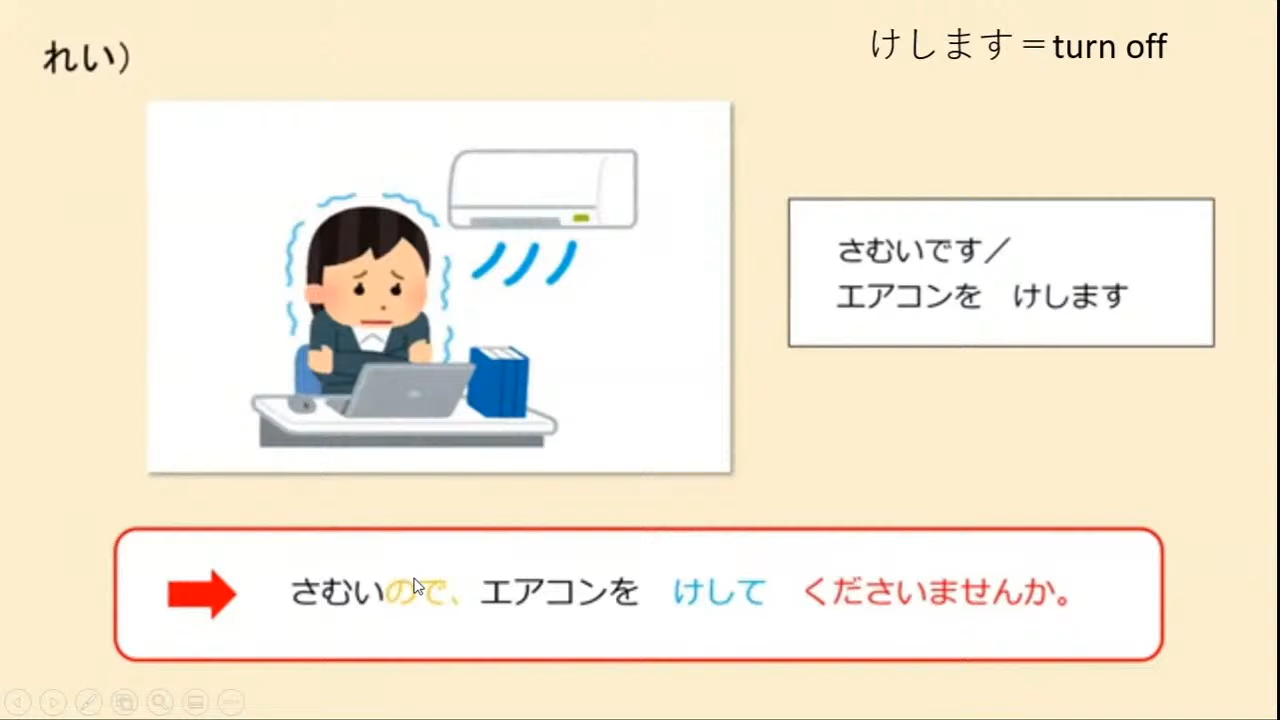 れい）
けします＝turn off
さむいです／
エアコンを　けします
さむいので、エアコンを　けして　くださいませんか。